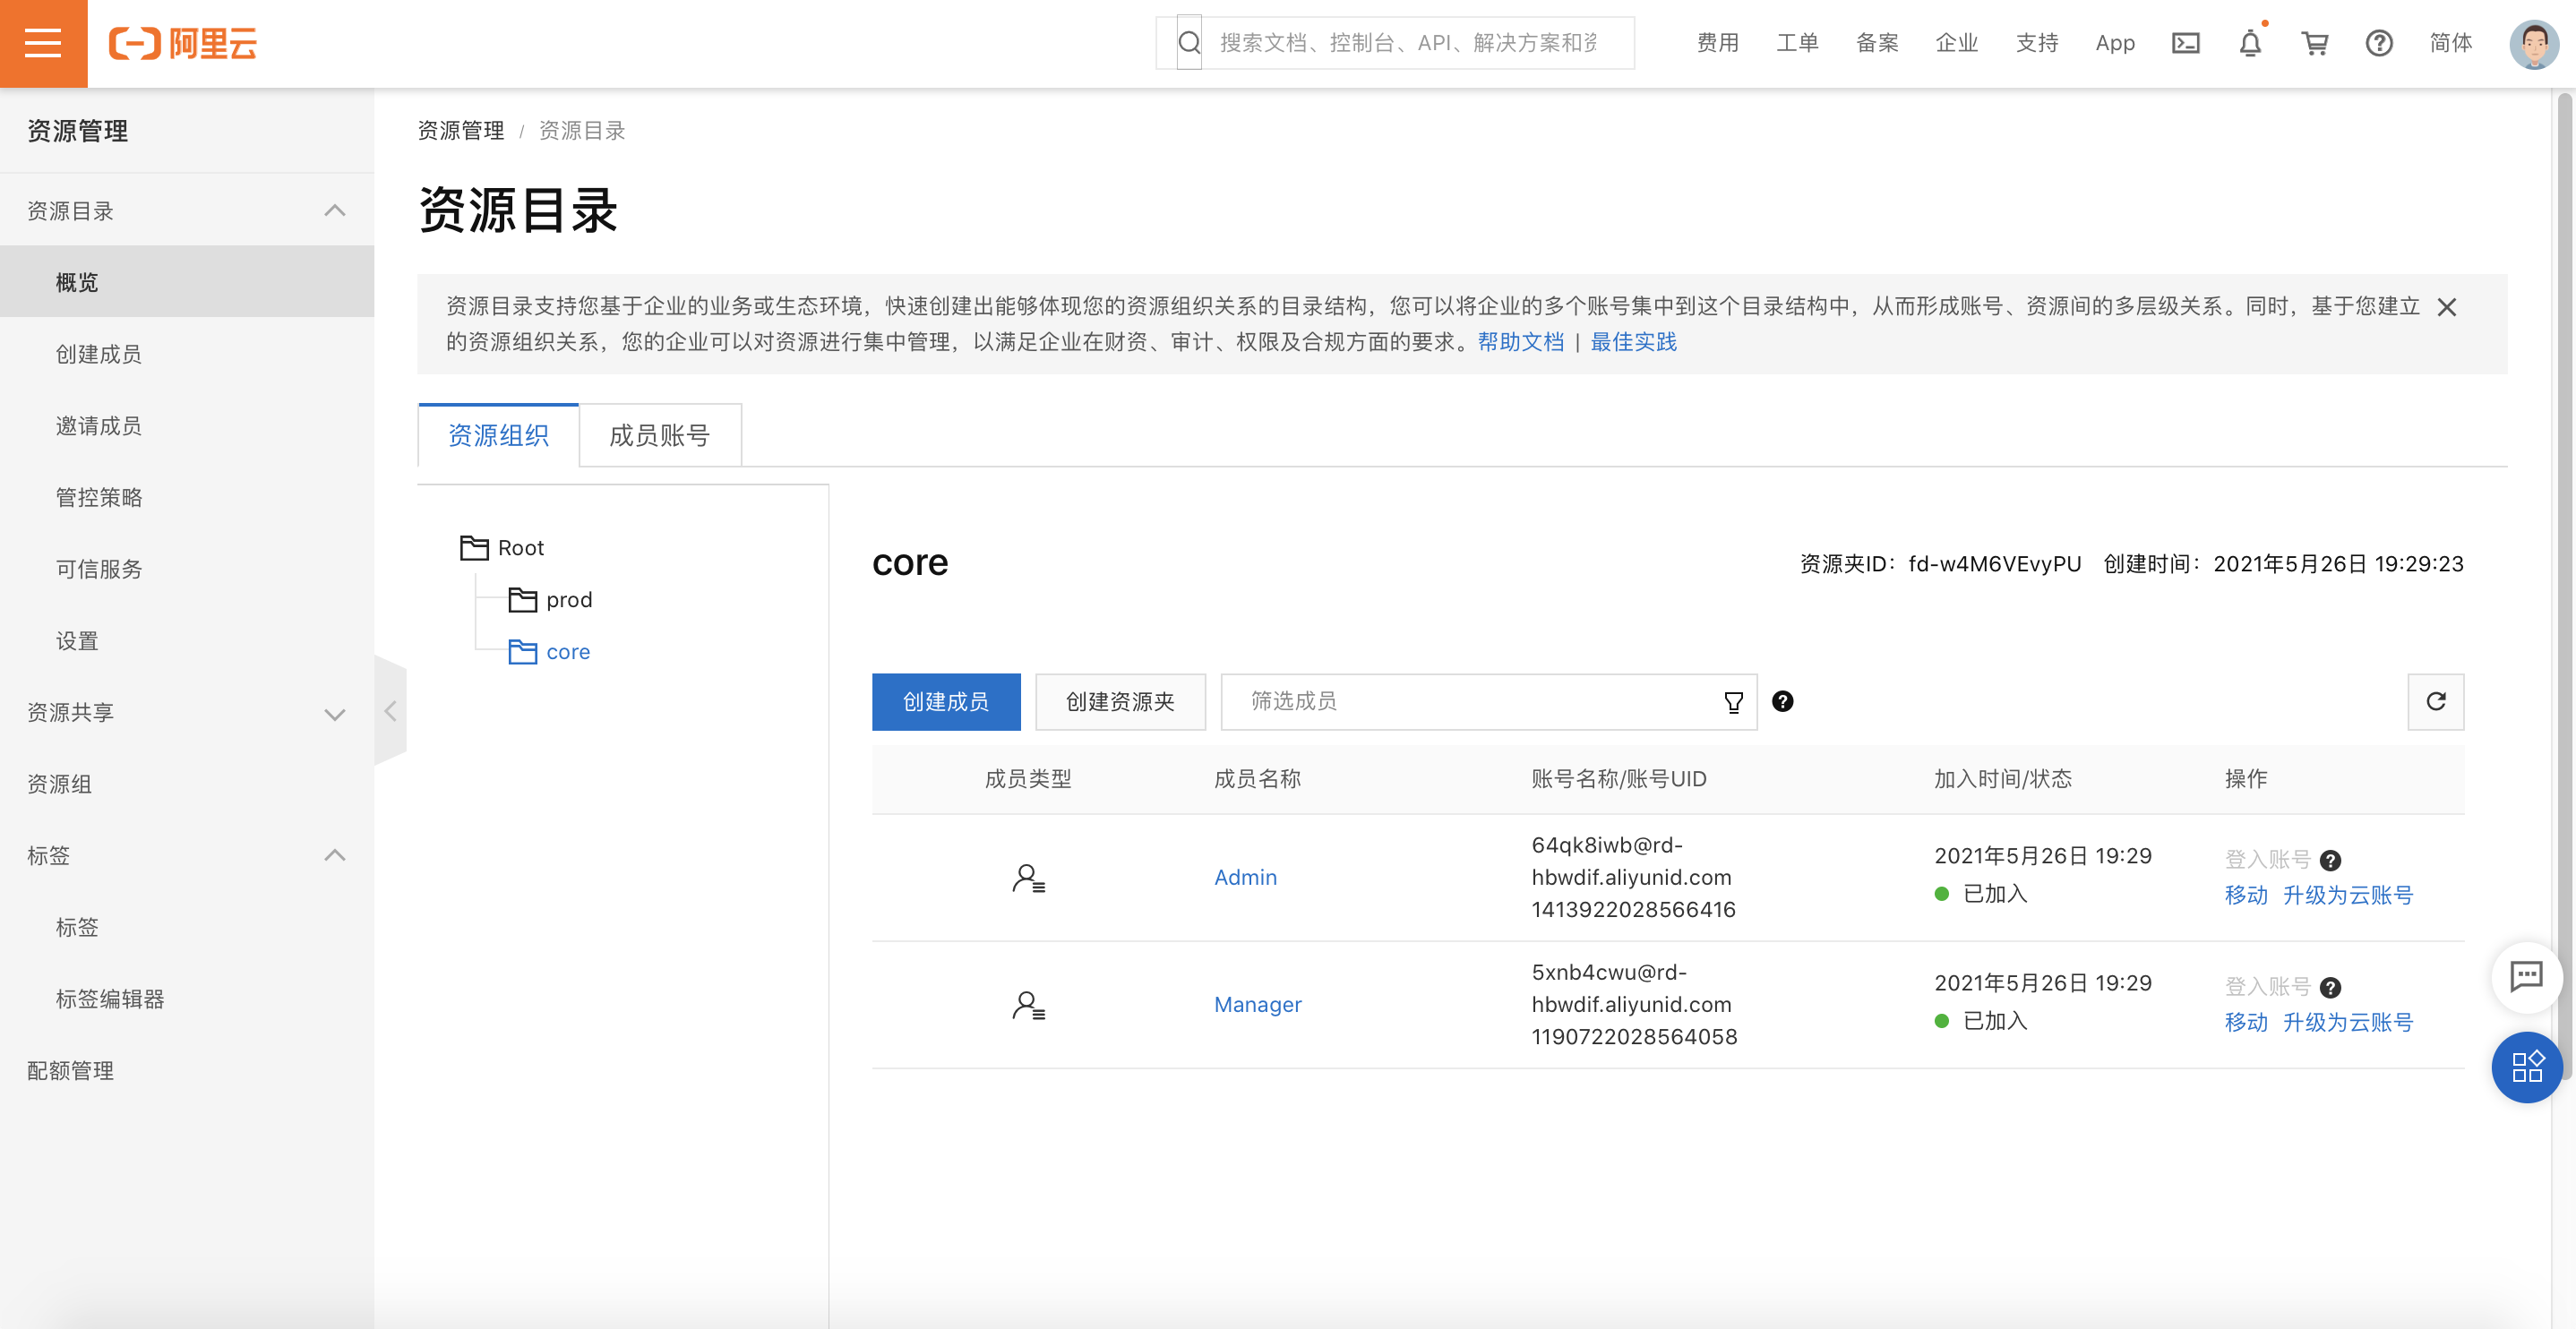 阿里云
搜索文档、控制台、API、解决方案和资
费用 工单 备案 企业 支持 App 简体
资源管理
资源目录
概览
创建成员
邀请成员
管控策略
可信服务
设置
资源共享
资源组
标签
标签
标签编辑器
配额管理
资源管理 / 资源目录
资源目录
资源目录支持您基于企业的业务或生态环境，快速创建出能够体现您的资源组织关系的目录结构，您可以将企业的多个账号集中到这个目录结构中，从而形成账号、资源间的多层级关系。同时，基于您建立
的资源组织关系，您的企业可以对资源进行集中管理，以满足企业在财资、审计、权限及合规方面的要求。帮助文档 | 最佳实践
资源组织 成员账号
Root
prod
core
core
资源夹ID：fd-w4M6VEvyPU 创建时间：2021年5月26日 19:29:23
创建成员 创建资源夹 筛选成员
成员类型 成员名称 账号名称/账号UID 加入时间/状态 操作
Admin
64qk8iwb@rd-
hbwdif.aliyunid.com
1413922028566416
2021年5月26日 19:29
已加入
登入账号
移动 升级为云账号
Manager
5xnb4cwu@rd-
hbwdif.aliyunid.com
1190722028564058
2021年5月26日 19:29
已加入
登入账号
移动 升级为云账号